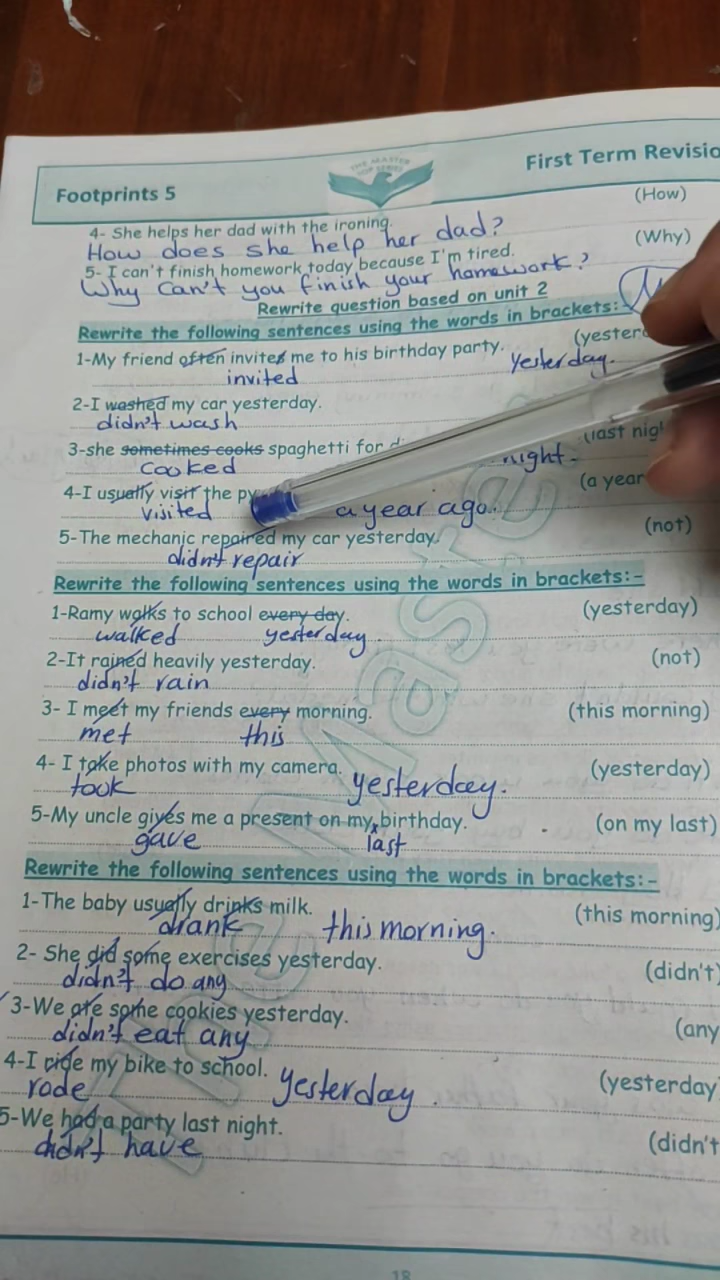 THE MASTER
TOP SERIES
Footprints 5
First Term Revisio
4- She helps her dad with the ironing. (How)
How does she help her dad?
5- I can't finish homework today because I'm tired. (Why)
Why can't you finish your homework?
Rewrite question based on unit 2
Rewrite the following sentences using the words in brackets:
1-My friend often invites me to his birthday party. (yester
invited yesterday.
2-I washed my car yesterday.
didn't wash
3-she sometimes cooks spaghetti for (last nig
cooked night.
4-I usually visit the py (a year
visited a year ago.
5-The mechanic repaired my car yesterday. (not)
didn't repair
Rewrite the following sentences using the words in brackets:-
1-Ramy walks to school every day. (yesterday)
walked yesterday.
2-It rained heavily yesterday. (not)
didn't rain
3- I meet my friends every morning. (this morning)
met this
4- I take photos with my camera. (yesterday)
took yesterday.
5-My uncle gives me a present on my birthday. (on my last)
gave last
Rewrite the following sentences using the words in brackets:-
1-The baby usually drinks milk. (this morning)
drank this morning.
2- She did some exercises yesterday. (didn't)
didn't do any
3-We ate some cookies yesterday. (any
didn't eat any
4-I ride my bike to school. (yesterday
rode yesterday.
5-We had a party last night. (didn't
didn't have
The Master
18